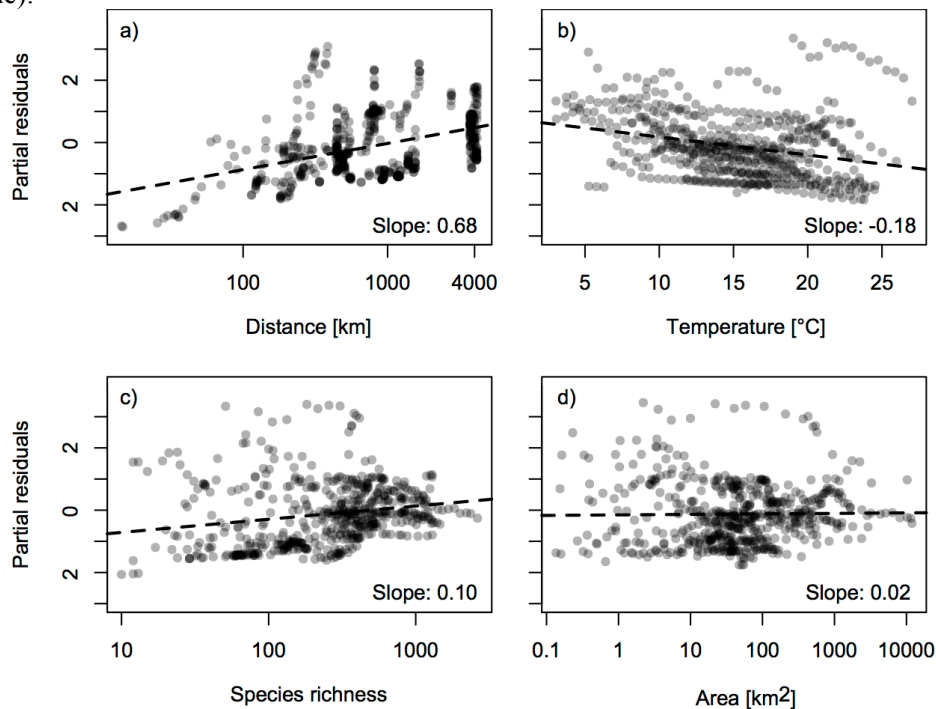 ue).
a)
2
0
2
Partial residuals
Slope: 0.68
100
1000
4000
Distance [km]
b)
Slope: -0.18
5
10
15
20
25
Temperature [°C]
c)
2
0
2
Partial residuals
Slope: 0.10
10
100
1000
Species richness
d)
Slope: 0.02
0.1
1
10
100
1000
10000
Area [km²]